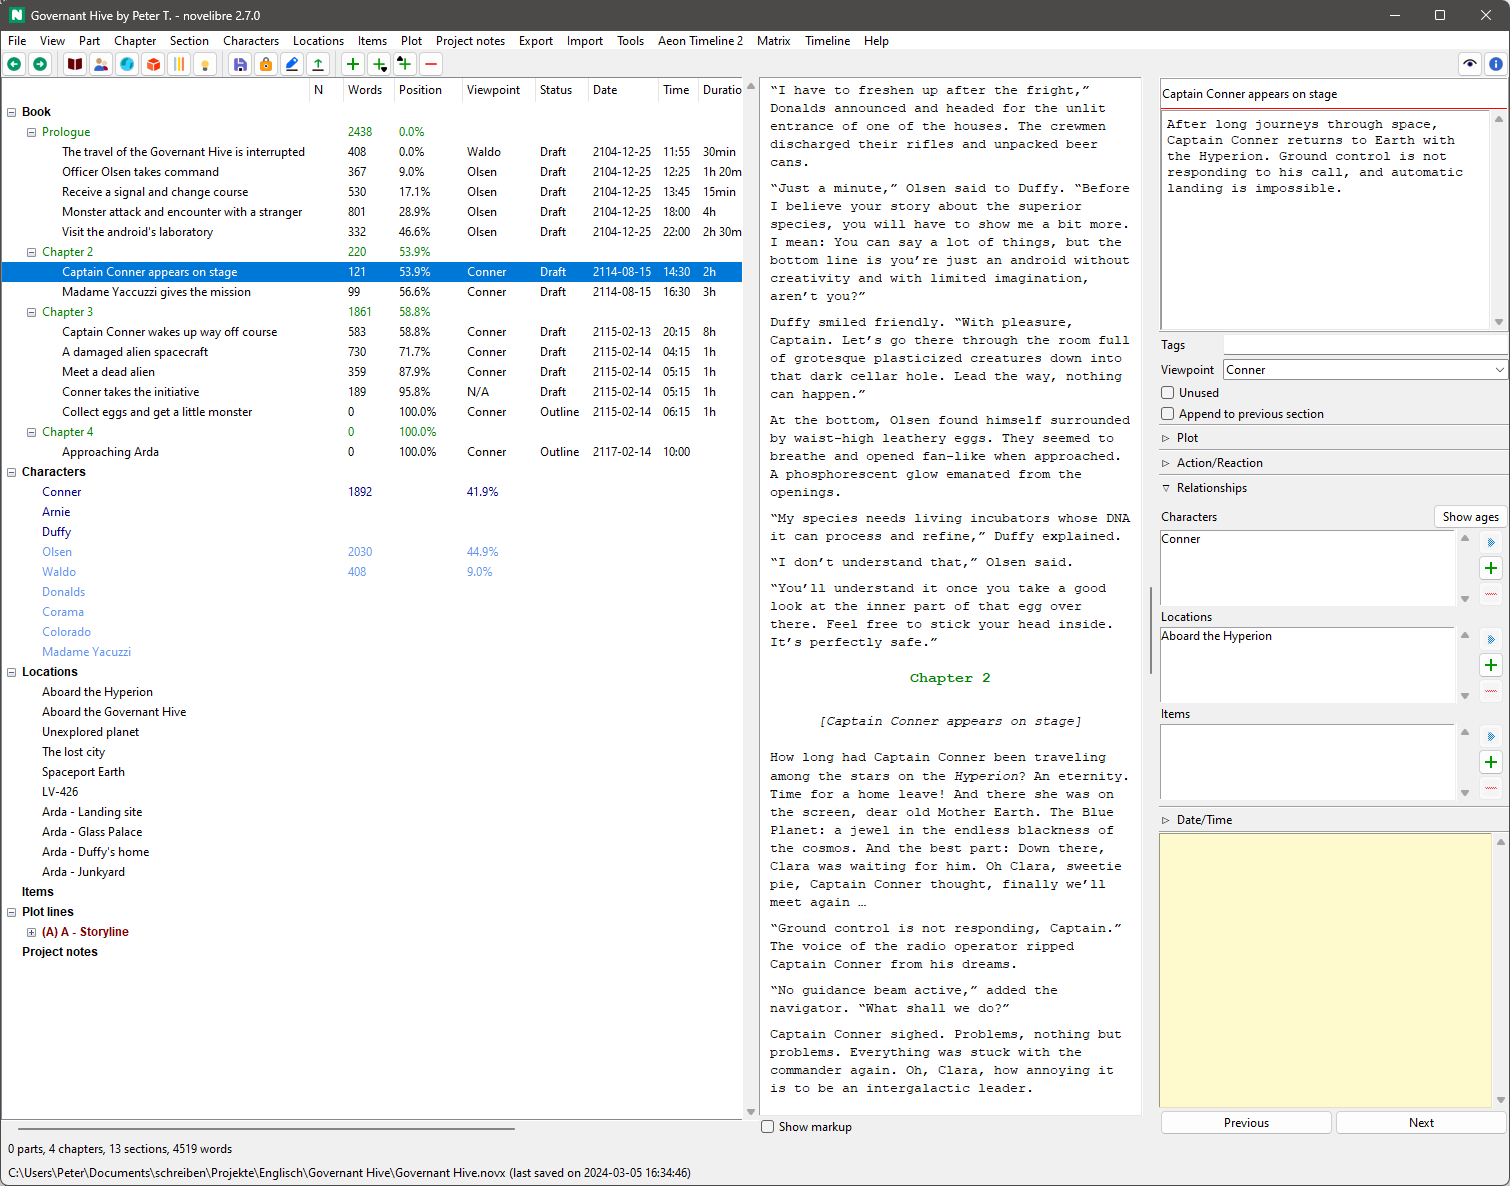 Governant Hive by Peter T. - novelibre 2.7.0
File View Part Chapter Section Characters Locations Items Plot Project notes Export Import Tools Aeon Timeline 2 Matrix Timeline Help
N Words Position Viewpoint Status Date Time Duratio
Book
Prologue 2438 0.0%
The travel of the Governant Hive is interrupted 408 0.0% Waldo Draft 2104-12-25 11:55 30min
Officer Olsen takes command 367 9.0% Olsen Draft 2104-12-25 12:25 1h 20m
Receive a signal and change course 530 17.1% Olsen Draft 2104-12-25 13:45 15min
Monster attack and encounter with a stranger 801 28.9% Olsen Draft 2104-12-25 18:00 4h
Visit the android's laboratory 332 46.6% Olsen Draft 2104-12-25 22:00 2h 30m
Chapter 2 220 53.9%
Captain Conner appears on stage 121 53.9% Conner Draft 2114-08-15 14:30 2h
Madame Yaccuzzi gives the mission 99 56.6% Conner Draft 2114-08-15 16:30 3h
Chapter 3 1861 58.8%
Captain Conner wakes up way off course 583 58.8% Conner Draft 2115-02-13 20:15 8h
A damaged alien spacecraft 730 71.7% Conner Draft 2115-02-14 04:15 1h
Meet a dead alien 359 87.9% Conner Draft 2115-02-14 05:15 1h
Conner takes the initiative 189 95.8% N/A Draft 2115-02-14 05:15 1h
Collect eggs and get a little monster 0 100.0% Conner Outline 2115-02-14 06:15 1h
Chapter 4 0 100.0%
Approaching Arda 0 100.0% Conner Outline 2117-02-14 10:00
Characters
Conner 1892 41.9%
Arnie
Duffy
Olsen 2030 44.9%
Waldo 408 9.0%
Donalds
Corama
Colorado
Madame Yacuzzi
Locations
Aboard the Hyperion
Aboard the Governant Hive
Unexplored planet
The lost city
Spaceport Earth
LV-426
Arda - Landing site
Arda - Glass Palace
Arda - Duffy's home
Arda - Junkyard
Items
Plot lines
(A) A - Storyline
Project notes
“I have to freshen up after the fright,”
Donalds announced and headed for the unlit
entrance of one of the houses. The crewmen
discharged their rifles and unpacked beer
cans.
“Just a minute,” Olsen said to Duffy. “Before
I believe your story about the superior
species, you will have to show me a bit more.
I mean: You can say a lot of things, but the
bottom line is you’re just an android without
creativity and with limited imagination,
aren’t you?”
Duffy smiled friendly. “With pleasure,
Captain. Let’s go there through the room full
of grotesque plasticized creatures down into
that dark cellar hole. Lead the way, nothing
can happen.”
At the bottom, Olsen found himself surrounded
by waist-high leathery eggs. They seemed to
breathe and opened fan-like when approached.
A phosphorescent glow emanated from the
openings.
“My species needs living incubators whose DNA
it can process and refine,” Duffy explained.
“I don’t understand that,” Olsen said.
“You’ll understand it once you take a good
look at the inner part of that egg over
there. Feel free to stick your head inside.
It’s perfectly safe.”
Chapter 2
[Captain Conner appears on stage]
How long had Captain Conner been traveling
among the stars on the Hyperion? An eternity.
Time for a home leave! And there she was on
the screen, dear old Mother Earth. The Blue
Planet: a jewel in the endless blackness of
the cosmos. And the best part: Down there,
Clara was waiting for him. Oh Clara, sweetie
pie, Captain Conner thought, finally we’ll
meet again …
“Ground control is not responding, Captain.”
The voice of the radio operator ripped
Captain Conner from his dreams.
“No guidance beam active,” added the
navigator. “What shall we do?”
Captain Conner sighed. Problems, nothing but
problems. Everything was stuck with the
commander again. Oh, Clara, how annoying it
is to be an intergalactic leader.
Show markup
Captain Conner appears on stage
After long journeys through space,
Captain Conner returns to Earth with
the Hyperion. Ground control is not
responding to his call, and automatic
landing is impossible.
Tags
Viewpoint Conner
Unused
Append to previous section
Plot
Action/Reaction
Relationships
Characters Show ages
Conner
Locations
Aboard the Hyperion
Items
Date/Time
Previous Next
0 parts, 4 chapters, 13 sections, 4519 words
C:\Users\Peter\Documents\schreiben\Projekte\Englisch\Governant Hive\Governant Hive.novx (last saved on 2024-03-05 16:34:46)